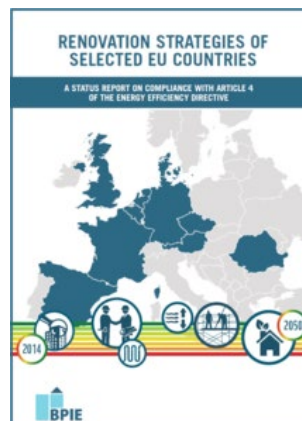 RENOVATION STRATEGIES OF
SELECTED EU COUNTRIES
A STATUS REPORT ON COMPLIANCE WITH ARTICLE 4
OF THE ENERGY EFFICIENCY DIRECTIVE
2050
2014
BPIE